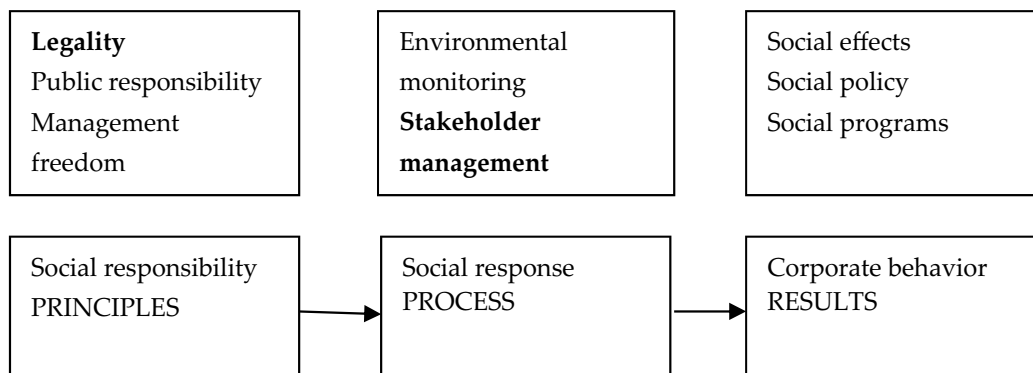 Legality
Public responsibility
Management
freedom
Environmental
monitoring
Stakeholder
management
Social effects
Social policy
Social programs
Social responsibility
PRINCIPLES
Social response
PROCESS
Corporate behavior
RESULTS